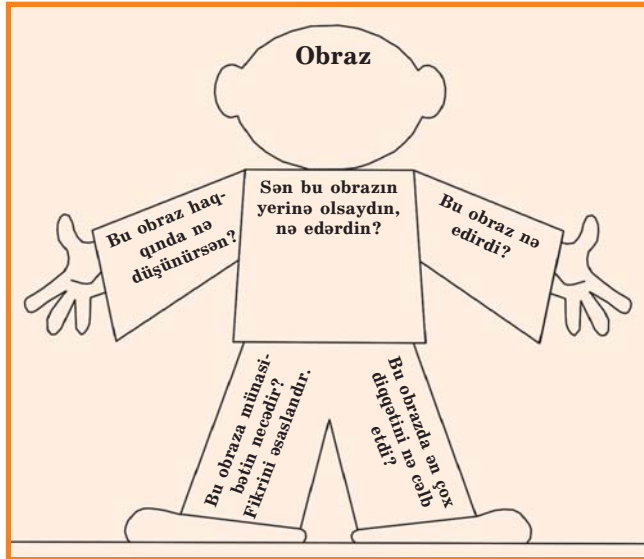 Obraz
Bu obraz haq-
qında nə
düşünürsən?
Sən bu obrazın
yerinə olsaydın,
nə edərdin?
Bu obraz nə
edirdi?
Bu obraza münasi-
bətin necədir?
Fikrini əsaslandır.
Bu obrazda ən çox
diqqətini nə cəlb
etdi?